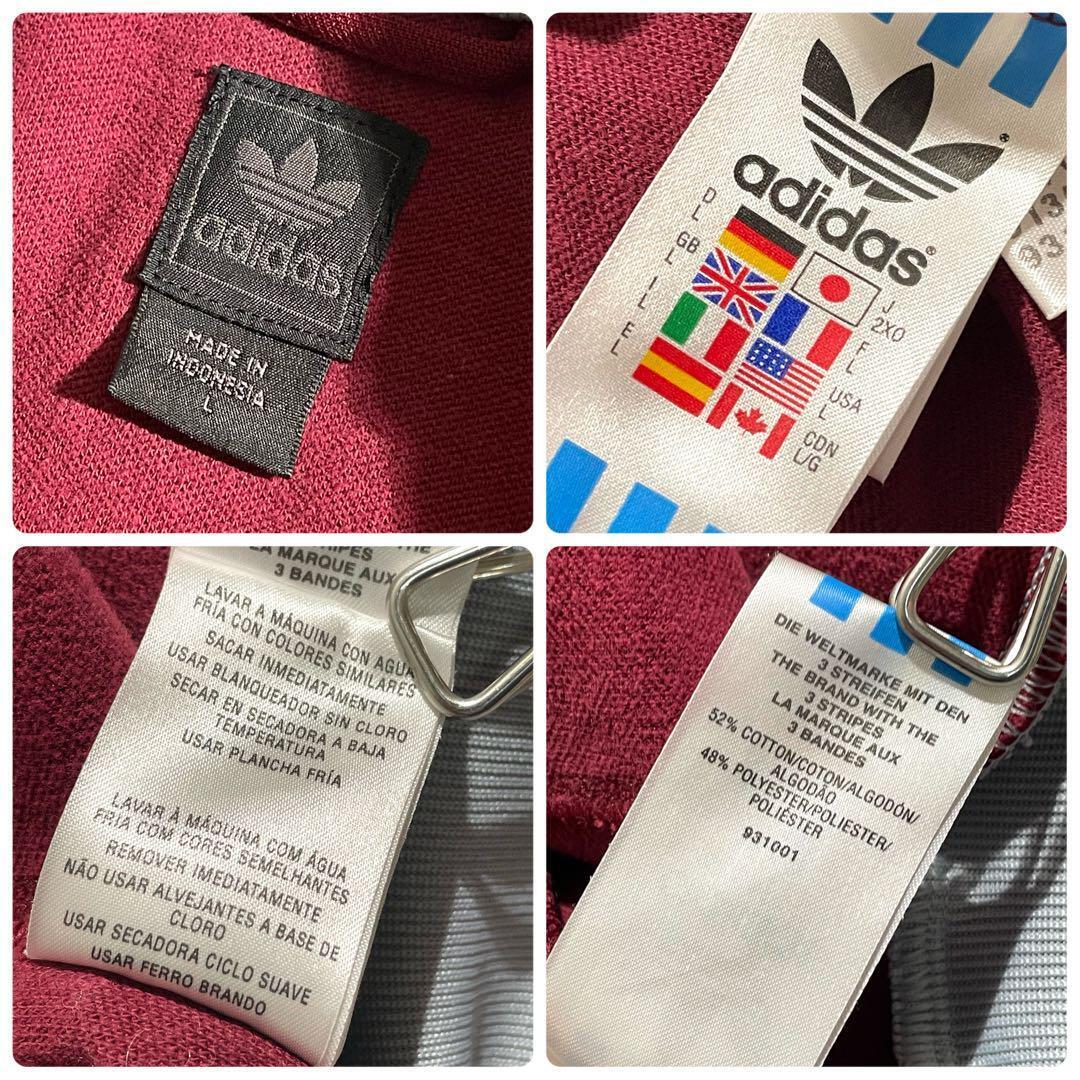 adidas
MADE IN
INDONESIA
L
adidas®
D
L
GB
L
I
L
E
L
J
2XO
F
L
USA
L
CDN
L/G
STRIPES
LA MARQUE AUX
3 BANDES
LAVAR A MÁQUINA CON AGUA
FRÍA CON COLORES SIMILARES
SACAR INMEDIATAMENTE
USAR BLANQUEADOR SIN CLORO
SECAR EN SECADORA A BAJA
TEMPERATURA
USAR PLANCHA FRÍA
LAVAR À MÁQUINA COM ÁGUA
FRIA COM CORES SEMELHANTES
REMOVER IMEDIATAMENTE
NÃO USAR ALVEJANTES A BASE DE
CLORO
USAR SECADORA CICLO SUAVE
USAR FERRO BRANDO
DIE WELTMARKE MIT DEN
3 STREIFEN
THE BRAND WITH THE
3 STRIPES
LA MARQUE AUX
3 BANDES
52% COTTON/COTON/ALGODÓN/
ALGODÃO
48% POLYESTER/POLIESTER/
POLIESTER
931001